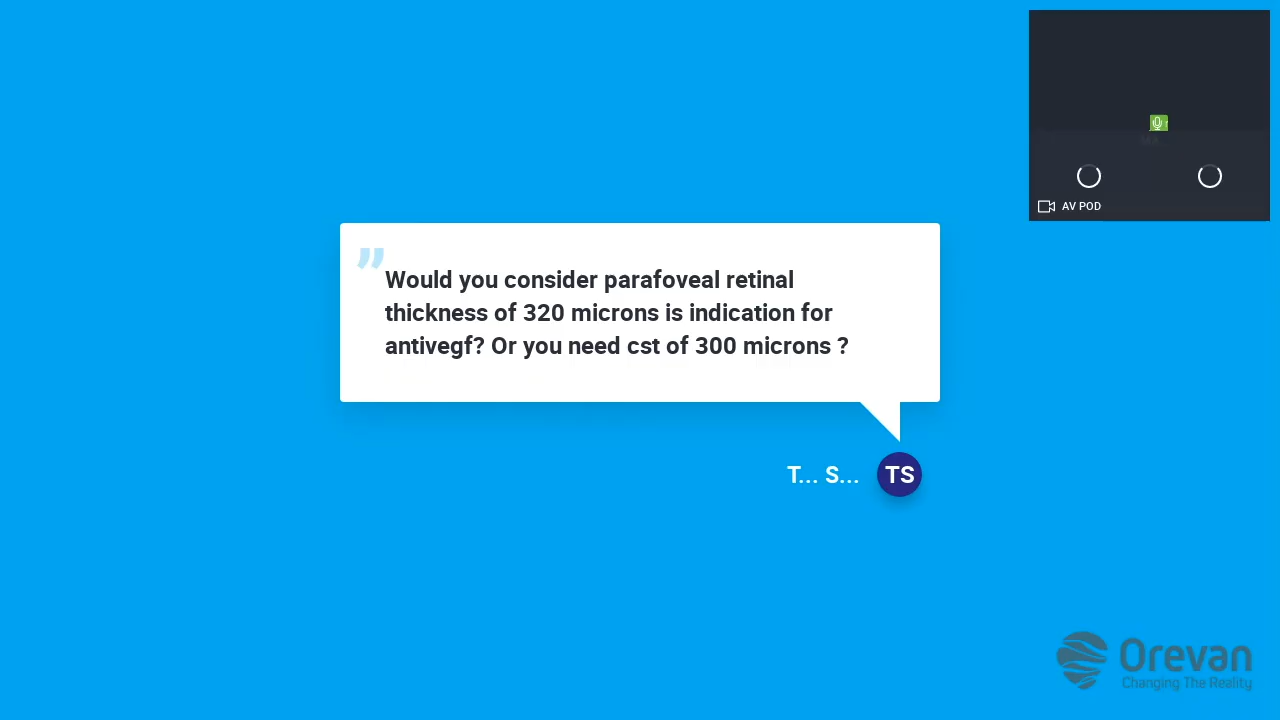 AV POD
”
Would you consider parafoveal retinal
thickness of 320 microns is indication for
antivegf? Or you need cst of 300 microns ?
T... S...
TS
Orevan
Changing The Reality